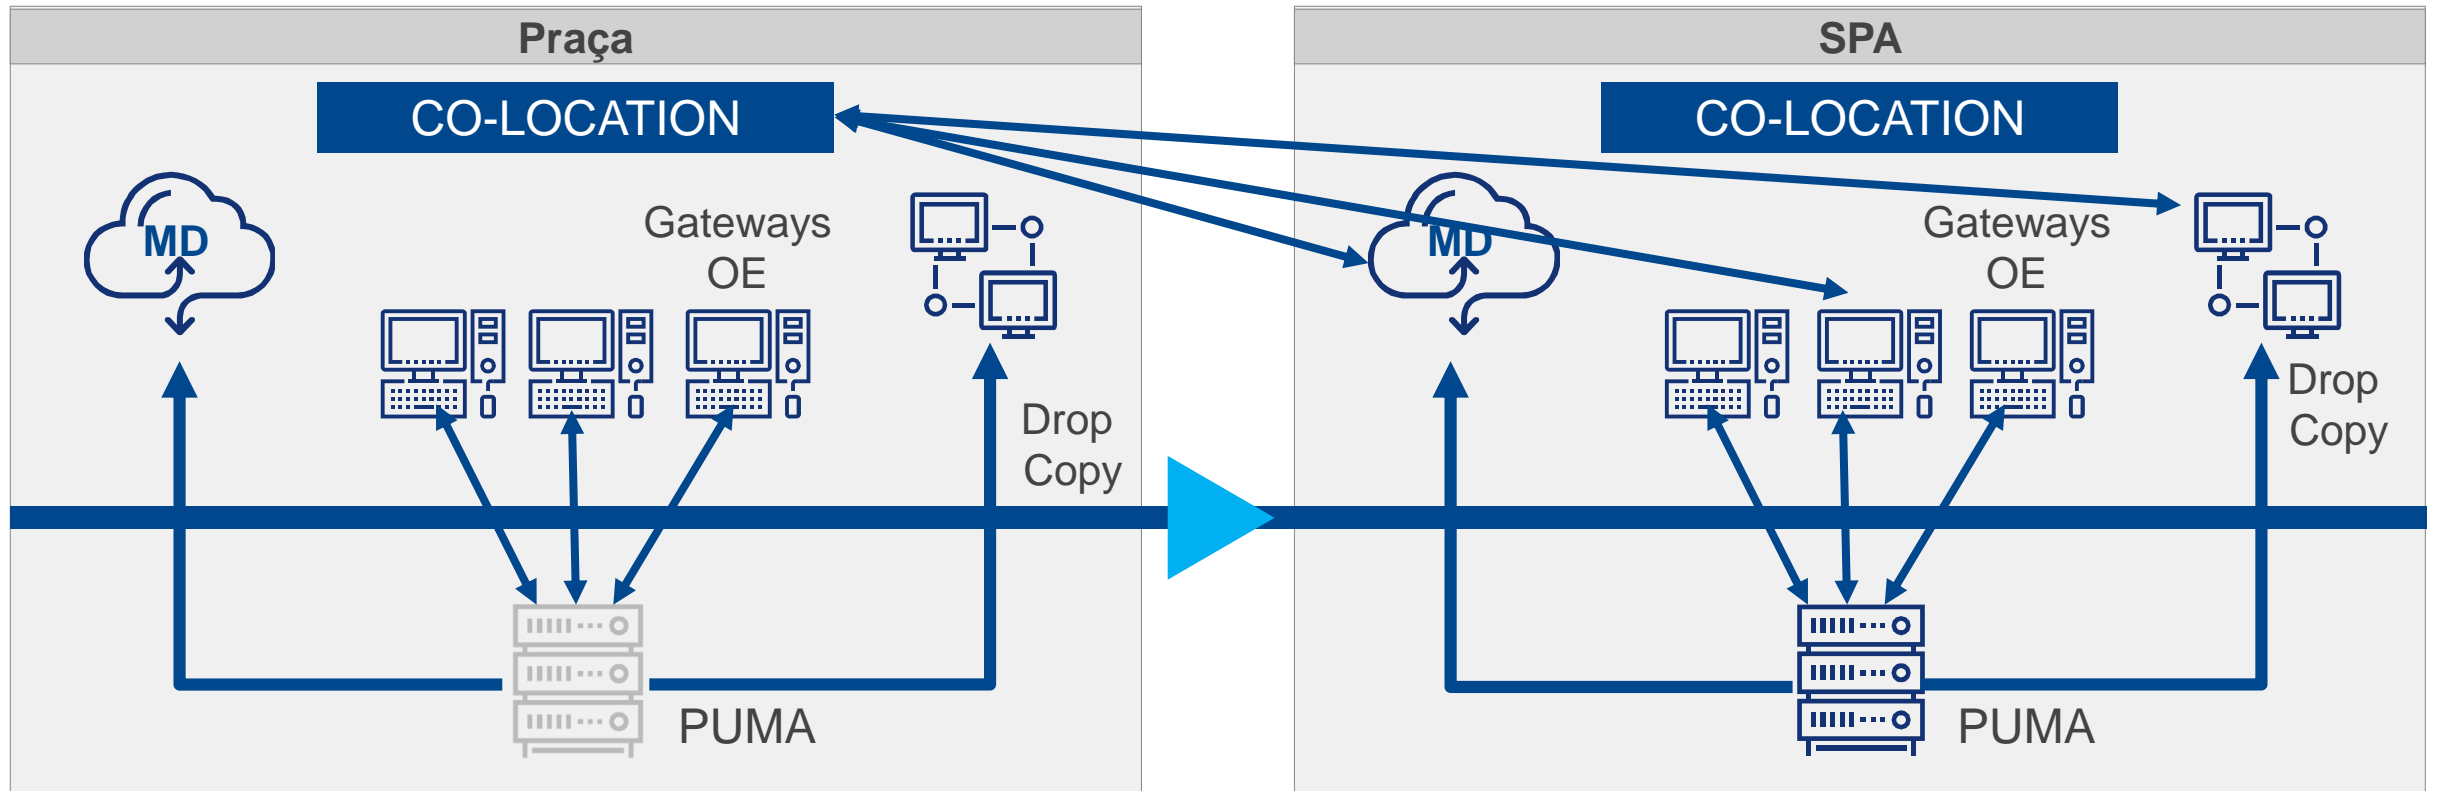 Praça
CO-LOCATION
MD
Gateways
OE
Drop
Copy
PUMA
SPA
CO-LOCATION
MD
Gateways
OE
Drop
Copy
PUMA